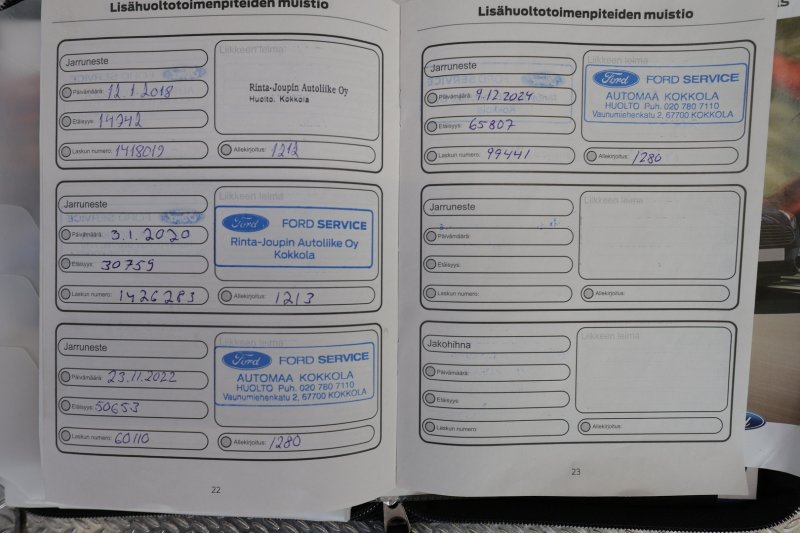 Lisähuoltotoimenpiteiden muistio
Jarruneste
Päivämäärä: 12.1.2018
Etäisyys: 14742
Laskun numero: 1418019
Liikkeen leima
Rinta-Joupin Autoliike Oy
Huolto, Kokkola
Allekirjoitus: 1212
Jarruneste
Päivämäärä: 3.1.2020
Etäisyys: 30759
Laskun numero: 1426283
Liikkeen leima
Ford FORD SERVICE
Rinta-Joupin Autoliike Oy
Kokkola
Allekirjoitus: 1213
Jarruneste
Päivämäärä: 23.11.2022
Etäisyys: 50653
Laskun numero: 60110
Liikkeen leima
Ford FORD SERVICE
AUTOMAA KOKKOLA
HUOLTO Puh. 020 780 7110
Vaunumiehenkatu 2, 67700 KOKKOLA
Allekirjoitus: 1280
22
Lisähuoltotoimenpiteiden muistio
Jarruneste
Päivämäärä: 9.12.2024
Etäisyys: 65807
Laskun numero: 99441
Liikkeen leima
Ford FORD SERVICE
AUTOMAA KOKKOLA
HUOLTO Puh. 020 780 7110
Vaunumiehenkatu 2, 67700 KOKKOLA
Allekirjoitus: 1280
Jarruneste
Päivämäärä:
Etäisyys:
Laskun numero:
Liikkeen leima
Allekirjoitus:
Jakohihna
Päivämäärä:
Etäisyys:
Laskun numero:
Liikkeen leima
Allekirjoitus:
23